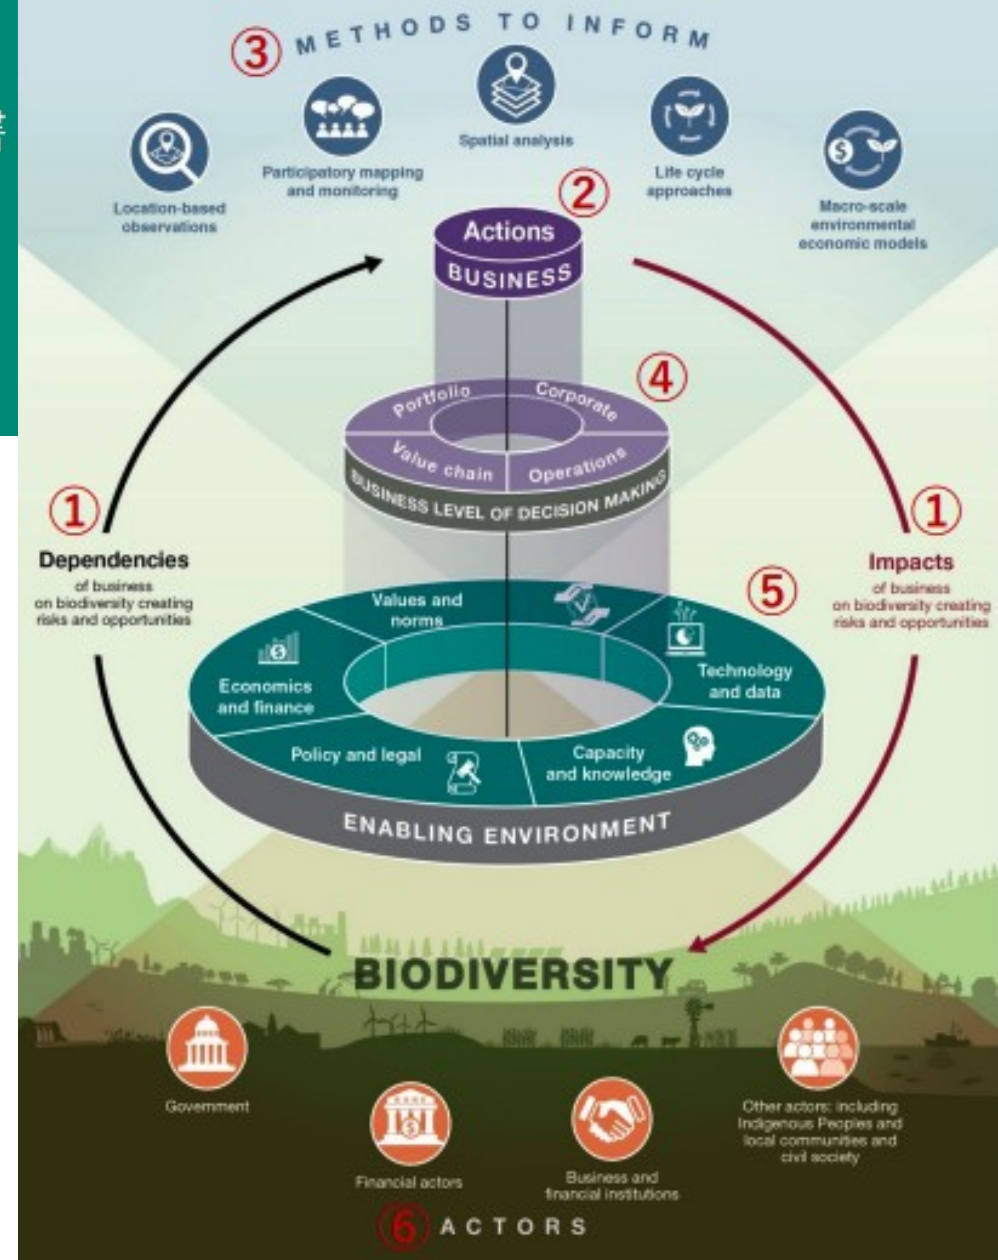 ③ METHODS TO INFORM
Spatial analysis
Participatory mapping
and monitoring
Life cycle
approaches
Location-based
observations
Macro-scale
environmental
economic models
②
Actions
BUSINESS
④
Portfolio
Corporate
Value chain
Operations
BUSINESS LEVEL OF DECISION MAKING
①
Dependencies
of business
on biodiversity creating
risks and opportunities
①
Impacts
of business
on biodiversity creating
risks and opportunities
⑤
Values and
norms
Economics
and finance
Technology
and data
Policy and legal
Capacity
and knowledge
ENABLING ENVIRONMENT
BIODIVERSITY
Government
Financial actors
Business and
financial institutions
Other actors: including
Indigenous Peoples and
local communities and
civil society
⑥ ACTORS